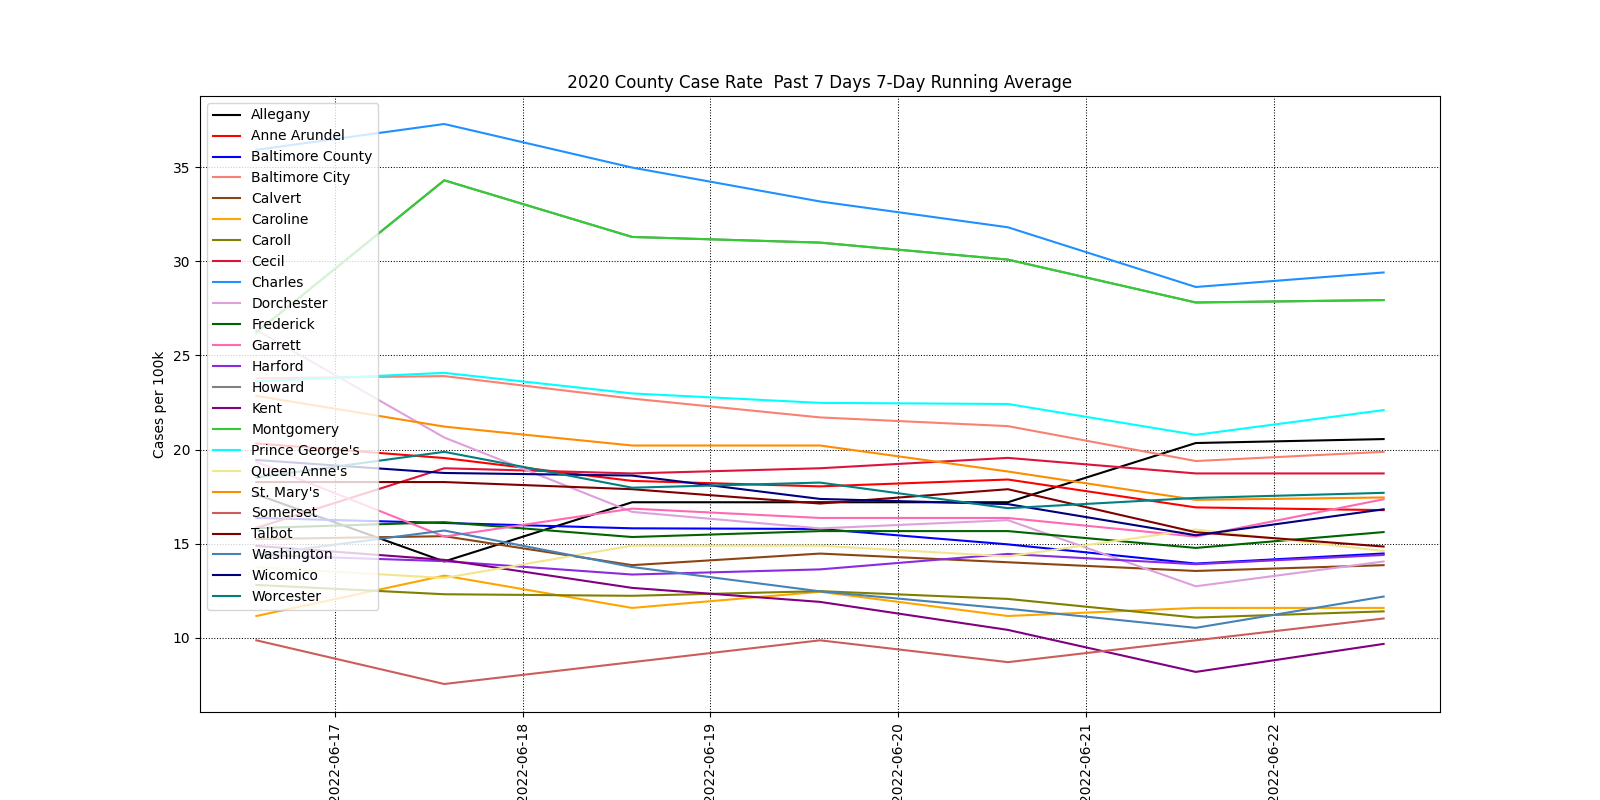 2020 County Case Rate  Past 7 Days 7-Day Running Average
Allegany
Anne Arundel
Baltimore County
Baltimore City
Calvert
Caroline
Caroll
Cecil
Charles
Dorchester
Frederick
Garrett
Harford
Howard
Kent
Montgomery
Prince George's
Queen Anne's
St. Mary's
Somerset
Talbot
Washington
Wicomico
Worcester
Cases per 100k
35
30
25
20
15
10
2022-06-17
2022-06-18
2022-06-19
2022-06-20
2022-06-21
2022-06-22